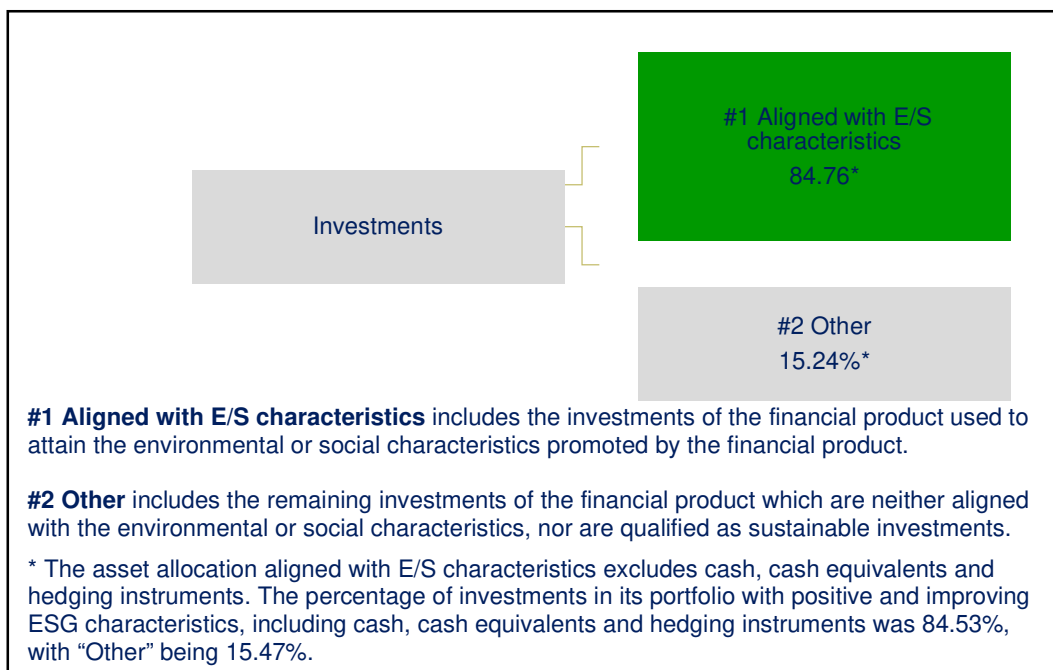 #1 Aligned with E/S
characteristics
84.76*
Investments
#2 Other
15.24%*
#1 Aligned with E/S characteristics includes the investments of the financial product used to
attain the environmental or social characteristics promoted by the financial product.
#2 Other includes the remaining investments of the financial product which are neither aligned
with the environmental or social characteristics, nor are qualified as sustainable investments.
* The asset allocation aligned with E/S characteristics excludes cash, cash equivalents and
hedging instruments. The percentage of investments in its portfolio with positive and improving
ESG characteristics, including cash, cash equivalents and hedging instruments was 84.53%,
with “Other” being 15.47%.